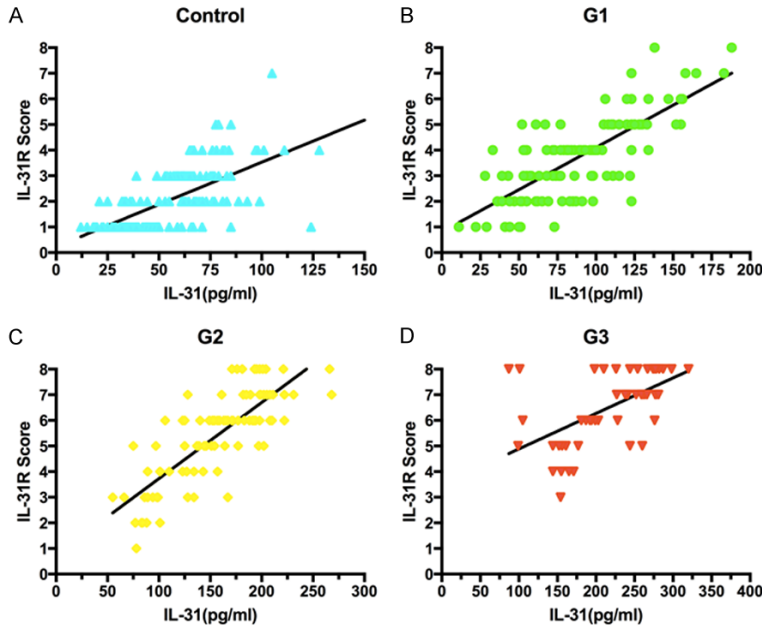 A
Control
IL-31R Score
8
7
6
5
4
3
2
1
0
0 25 50 75 100 125 150
IL-31(pg/ml)
B
G1
IL-31R Score
8
7
6
5
4
3
2
1
0
0 25 50 75 100 125 150 175 200
IL-31(pg/ml)
C
G2
IL-31R Score
8
7
6
5
4
3
2
1
0
0 50 100 150 200 250 300
IL-31(pg/ml)
D
G3
IL-31R Score
8
7
6
5
4
3
2
1
0
0 50 100 150 200 250 300 350 400
IL-31(pg/ml)